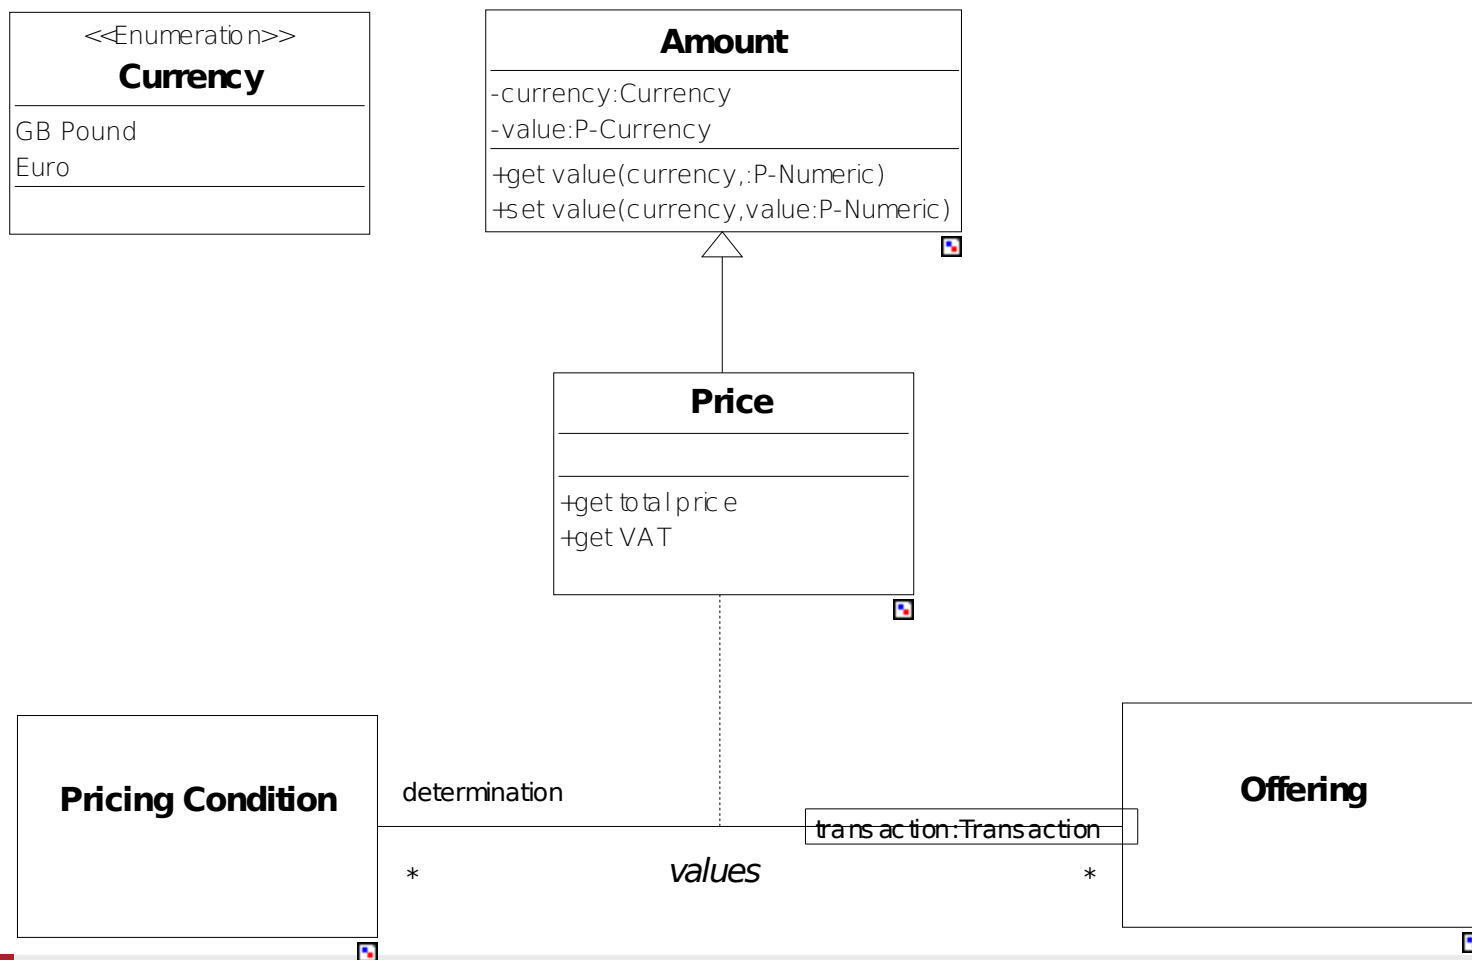 <<Enumeration>>
Currency
GB Pound
Euro
Amount
-currency:Currency
-value:P-Currency
+get value(currency,:P-Numeric)
+set value(currency,value:P-Numeric)
Price
+get total price
+get VAT
Pricing Condition
determination
*
values
transaction:Transaction
*
Offering